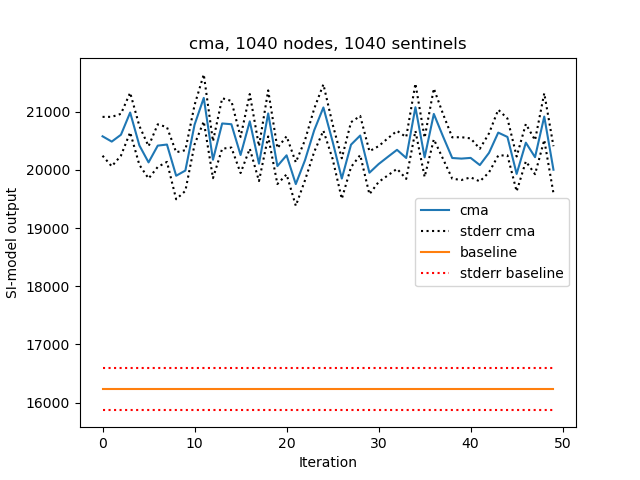 cma, 1040 nodes, 1040 sentinels
21000
20000
19000
18000
17000
16000
SI-model output
cma
stderr cma
baseline
stderr baseline
0 10 20 30 40 50
Iteration